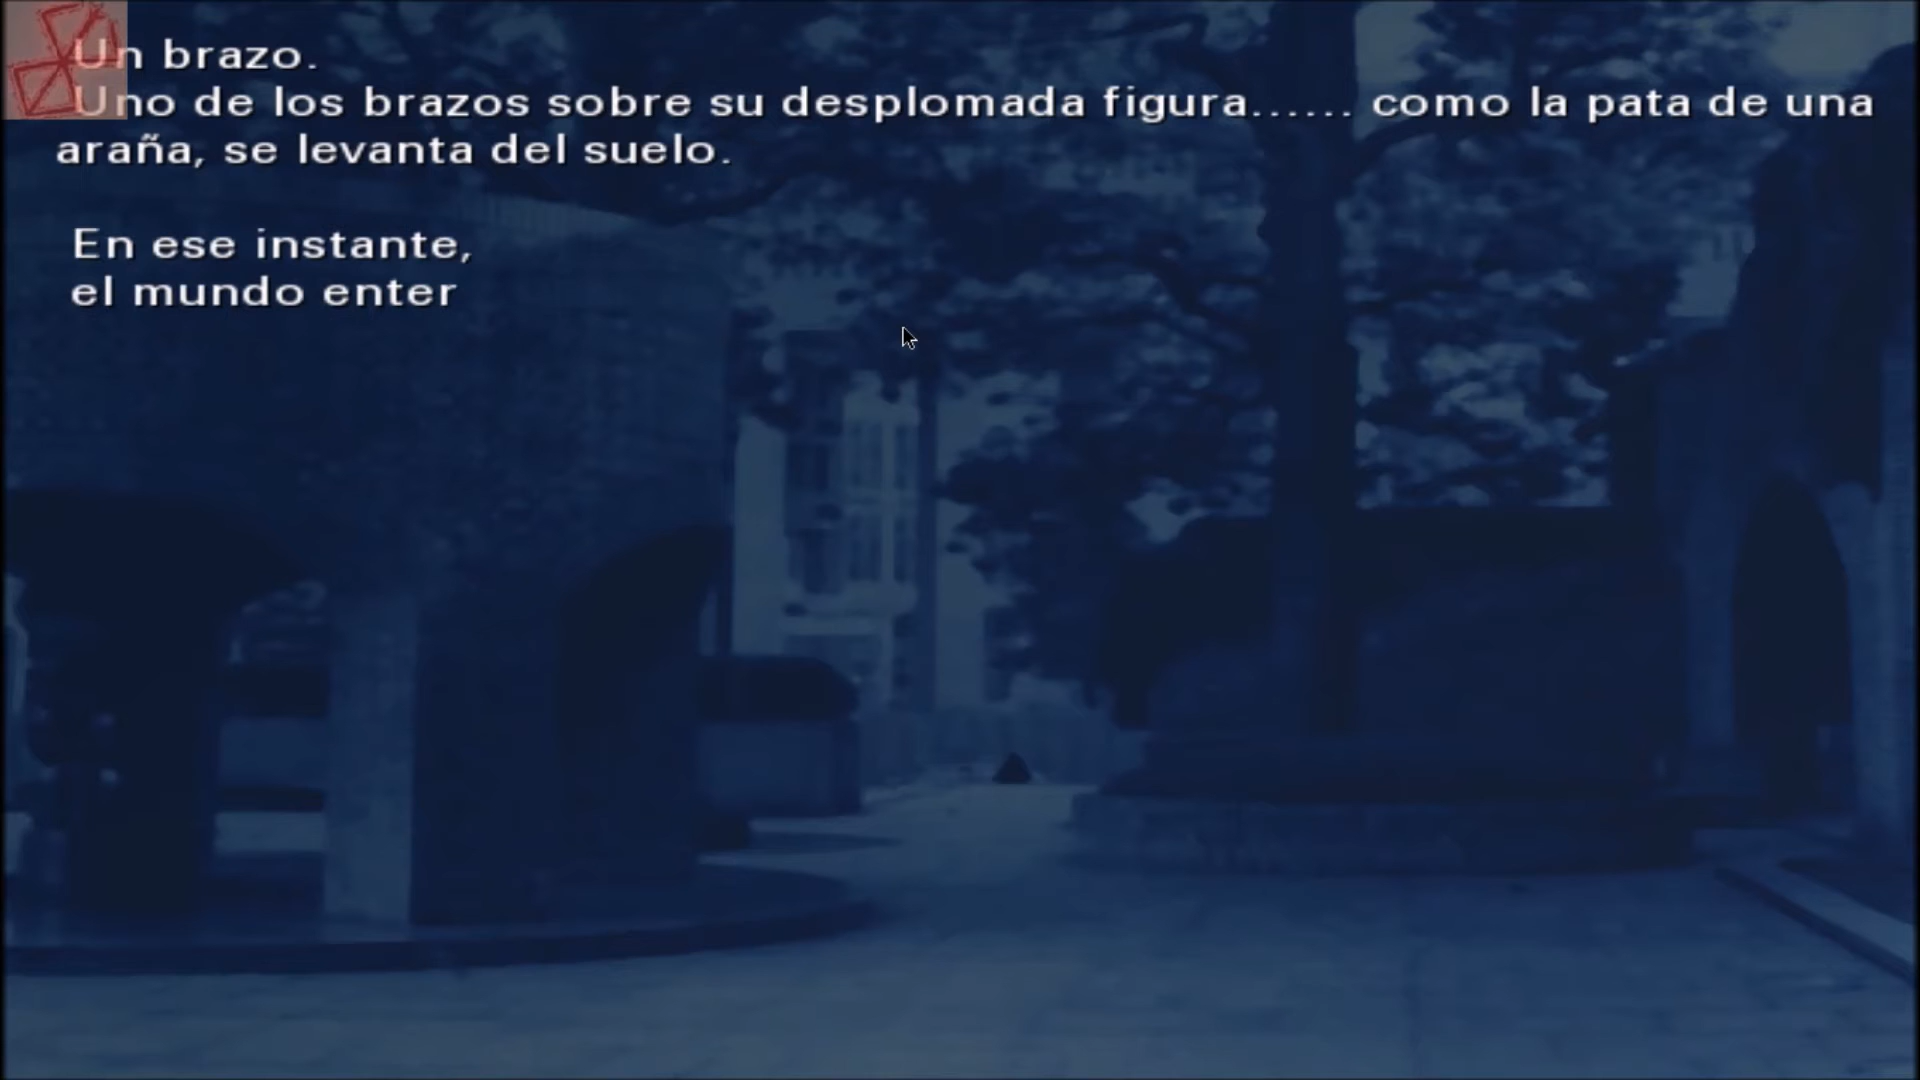 Un brazo.
Uno de los brazos sobre su desplomada figura...... como la pata de una
araña, se levanta del suelo.
En ese instante,
el mundo enter